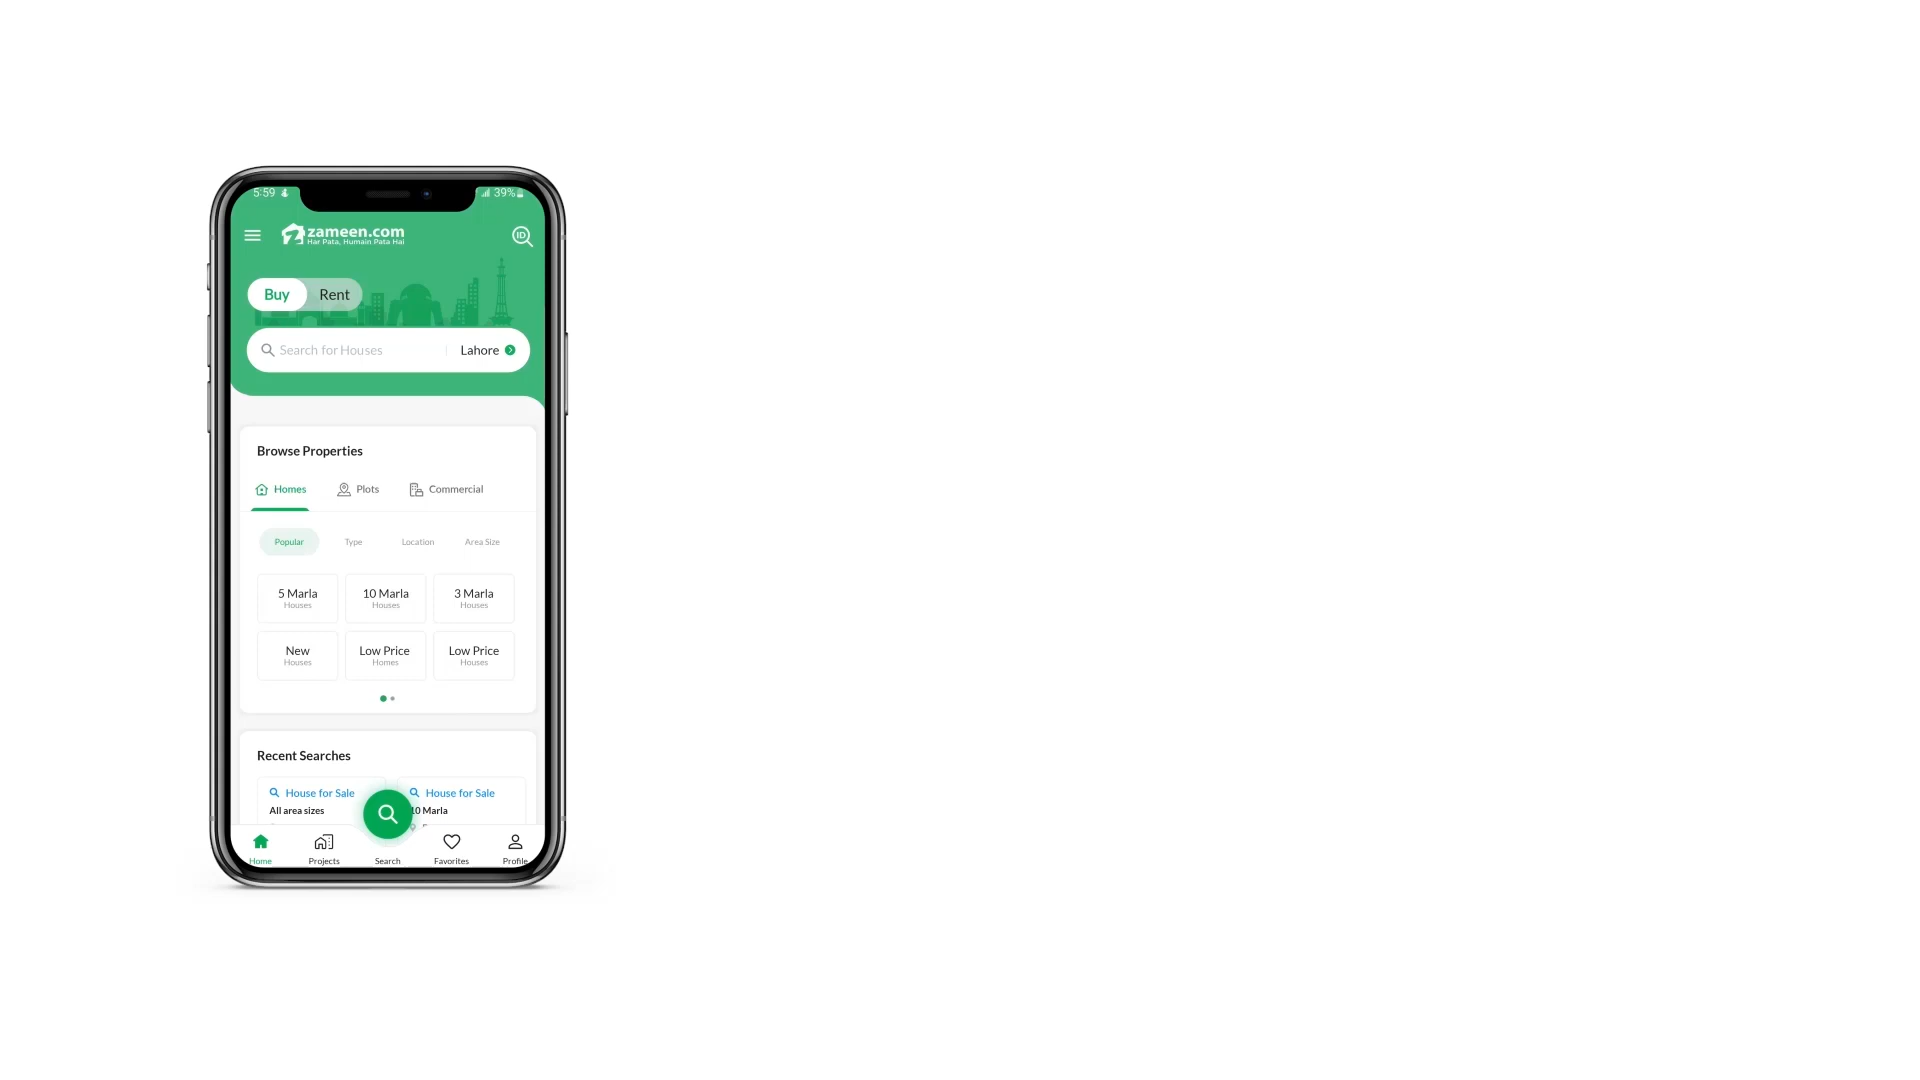 5:59
39%
zameen.com
Har Pata, Humain Pata Hai
ID
Buy Rent
Search for Houses Lahore
Browse Properties
Homes Plots Commercial
Popular Type Location Area Size
5 Marla 10 Marla 3 Marla
Houses Houses Houses
New Low Price Low Price
Houses Homes Houses
Recent Searches
House for Sale House for Sale
All area sizes 10 Marla
Home Projects Search Favorites Profile